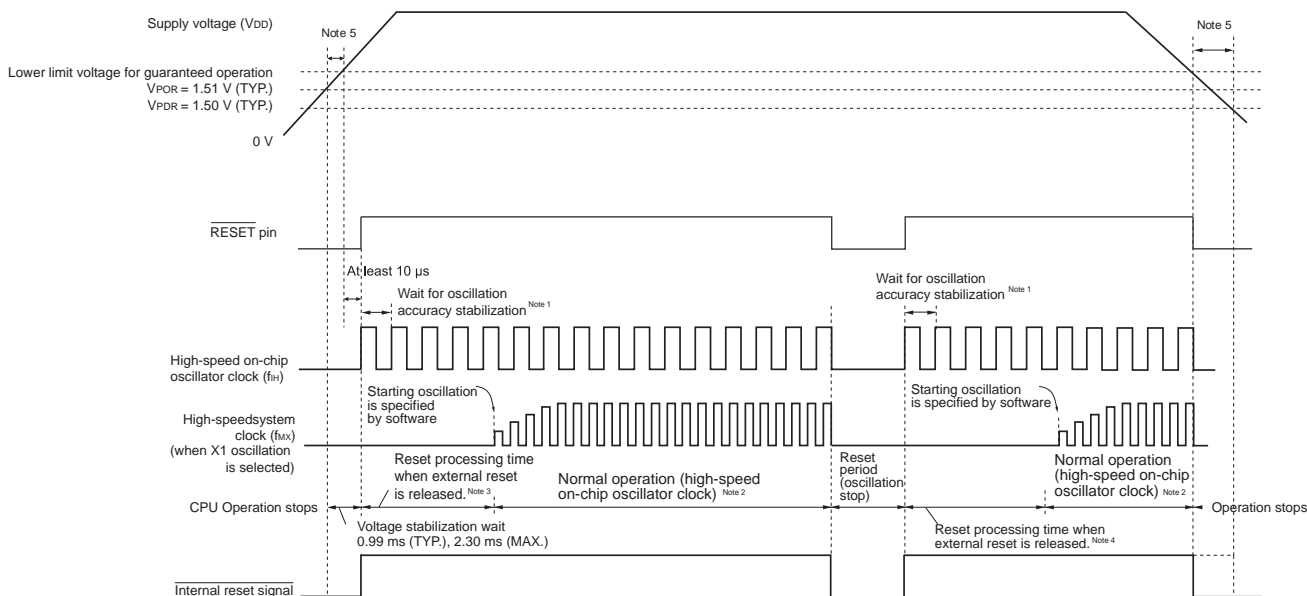 Supply voltage (VDD)
Note 5
Note 5
Lower limit voltage for guaranteed operation
VPOR = 1.51 V (TYP.)
VPDR = 1.50 V (TYP.)
0 V
RESET pin
At least 10 µs
Wait for oscillation
accuracy stabilization Note 1
Wait for oscillation
accuracy stabilization Note 1
High-speed on-chip
oscillator clock (fIH)
Starting oscillation
is specified
by software
Starting oscillation
is specified by software
High-speedsystem
clock (fMX)
(when X1 oscillation
is selected)
Reset processing time
when external reset
is released. Note 3
Normal operation (high-speed
on-chip oscillator clock) Note 2
Reset
period
(oscillation
stop)
Normal operation
(high-speed on-chip
oscillator clock) Note 2
CPU Operation stops
Operation stops
Voltage stabilization wait
0.99 ms (TYP.), 2.30 ms (MAX.)
Reset processing time when
external reset is released. Note 4
Internal reset signal